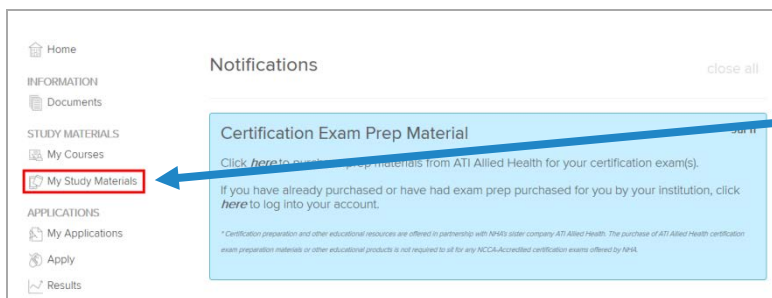 Home
INFORMATION
Documents
STUDY MATERIALS
My Courses
My Study Materials
APPLICATIONS
My Applications
Apply
Results
Notifications
close all
Certification Exam Prep Material
Click here to purchase prep materials from ATI Allied Health for your certification exam(s).
If you have already purchased or have had exam prep purchased for you by your institution, click
here to log into your account.
* Certification preparation and other educational resources are offered in partnership with NHA's sister company ATI Allied Health. The purchase of ATI Allied Health certification
exam preparation materials or other educational products is not required to sit for any NCCA-Accredited certification exams offered by NHA.